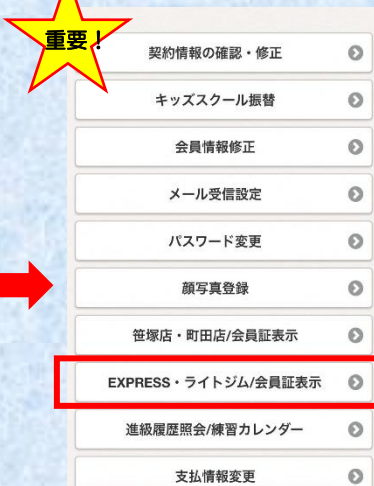 重要!
契約情報の確認・修正
キッズスクール振替
会員情報修正
メール受信設定
パスワード変更
顔写真登録
笹塚店・町田店/会員証表示
EXPRESS・ライトジム/会員証表示
進級履歴照会/練習カレンダー
支払情報変更